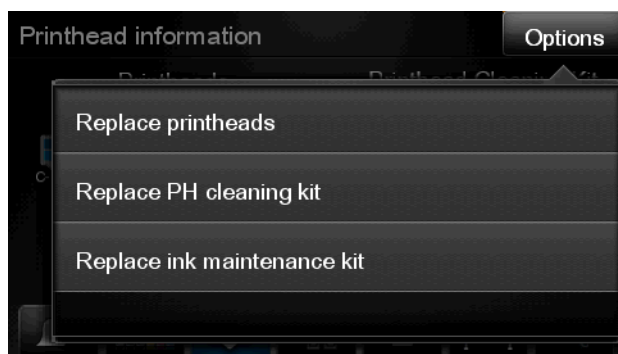 Printhead information
Options
Replace printheads
Replace PH cleaning kit
Replace ink maintenance kit